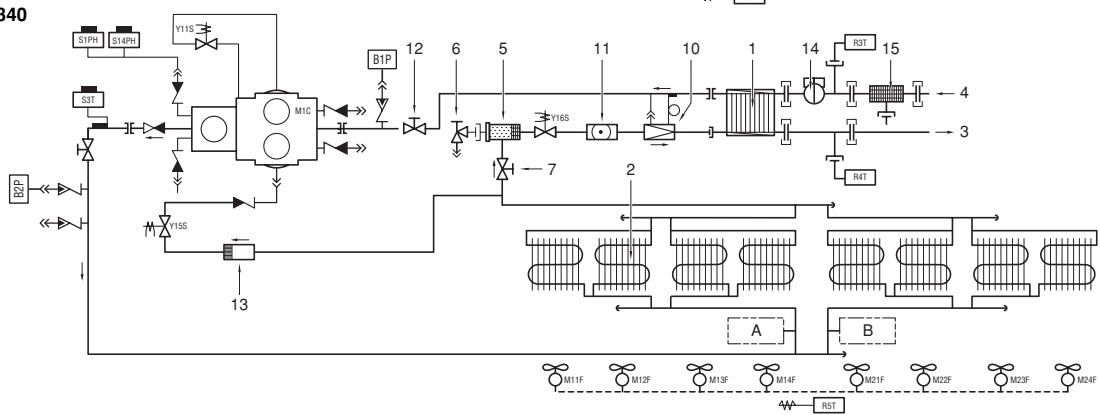 340
S1PH S14PH Y11S B1P 12 6 5 11 10 1 14 R3T 15
S3T M1C 4
Y16S 3
B2P 7 2 R4T
Y15S
13
A B
M11F M12F M13F M14F M21F M22F M23F M24F
R5T